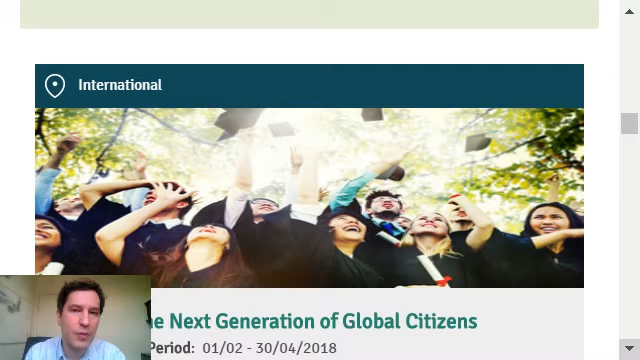 International
e Next Generation of Global Citizens
Period: 01/02 - 30/04/2018